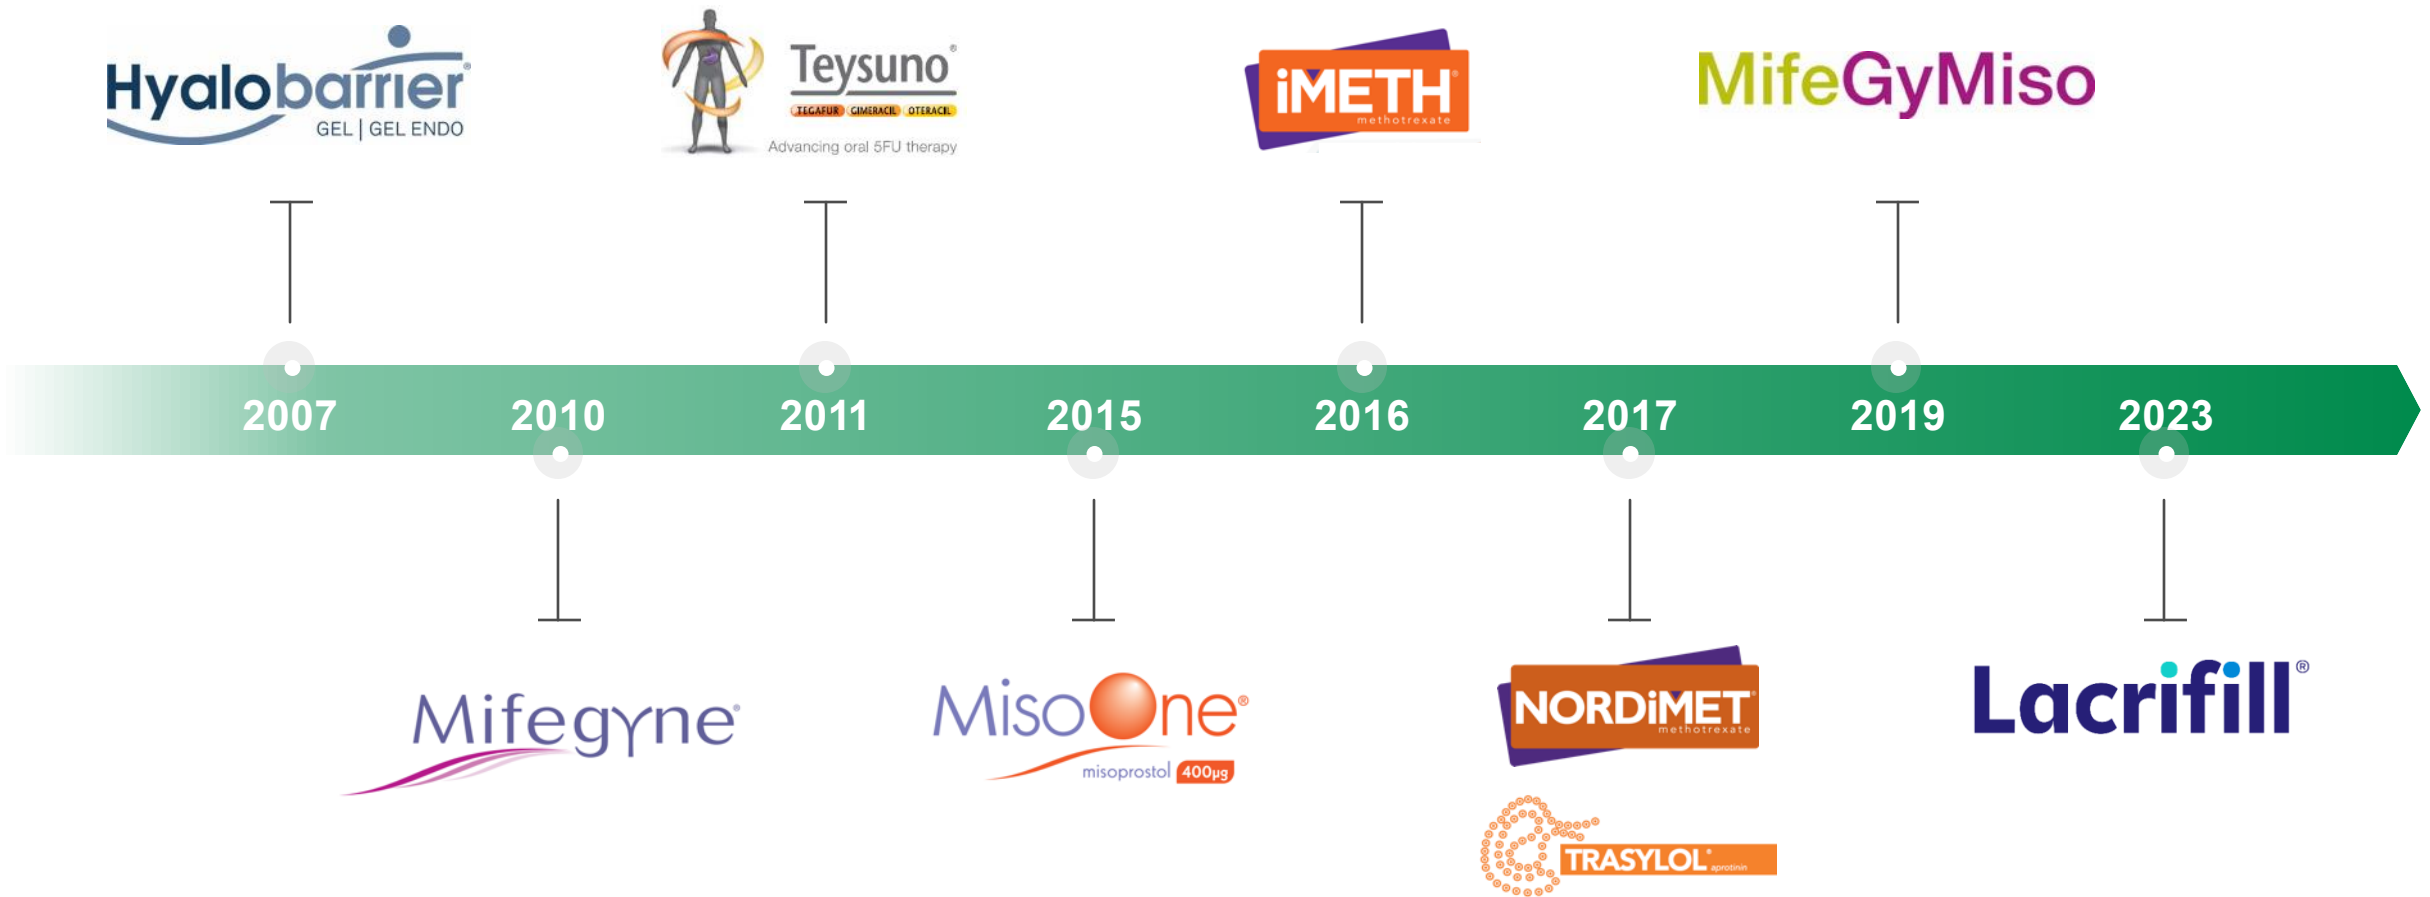 Hyalobarrier®
GEL | GEL ENDO
Teysuno®
TEGAFUR GIMERACIL OTERACIL
Advancing oral 5FU therapy
iMETH®
methotrexate
MifeGyMiso
2007 2010 2011 2015 2016 2017 2019 2023
Mifegyne®
MisoOne®
misoprostol 400µg
NORDiMET®
methotrexate
TRASYLOL®
aprotinin
Lacrifill®